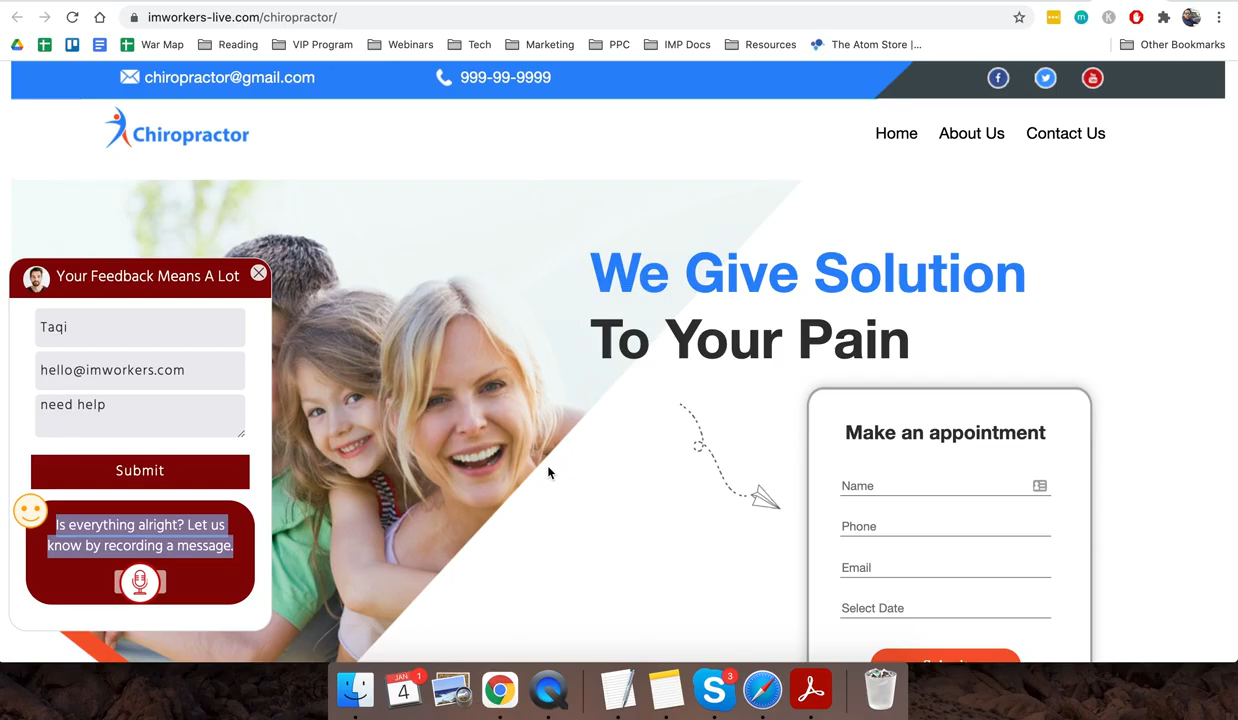 imworkers-live.com/chiropractor/
War Map Reading VIP Program Webinars Tech Marketing PPC IMP Docs Resources The Atom Store |... Other Bookmarks
chiropractor@gmail.com 999-99-9999
Chiropractor
Home About Us Contact Us
We Give Solution
To Your Pain
Your Feedback Means A Lot
Taqi
hello@imworkers.com
need help
Submit
Is everything alright? Let us
know by recording a message.
Make an appointment
Name
Phone
Email
Select Date
JAN 1
4
3